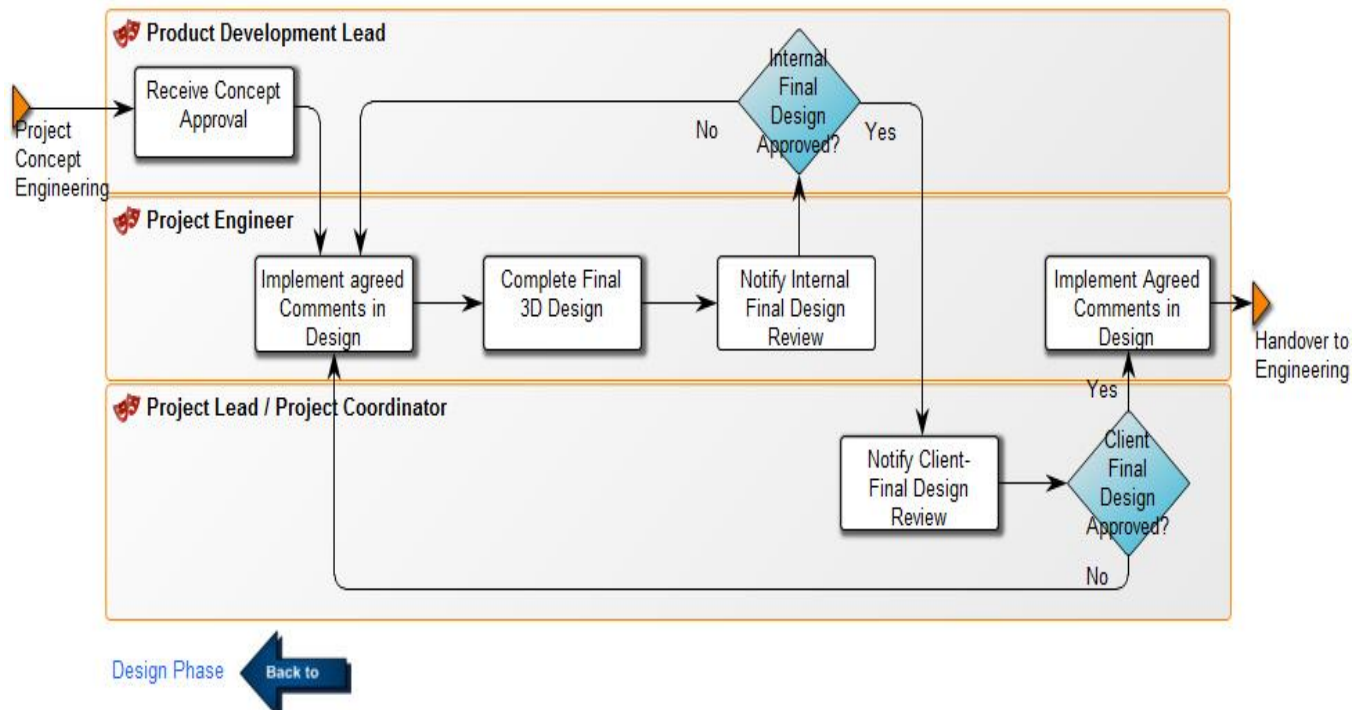 Product Development Lead
Receive Concept
Approval
Project
Concept
Engineering
Internal
Final
Design
Approved?
No
Yes
Project Engineer
Implement agreed
Comments in
Design
Complete Final
3D Design
Notify Internal
Final Design
Review
Implement Agreed
Comments in
Design
Handover to
Engineering
Project Lead / Project Coordinator
Yes
Notify Client-
Final Design
Review
Client
Final
Design
Approved?
No
Design Phase
Back to